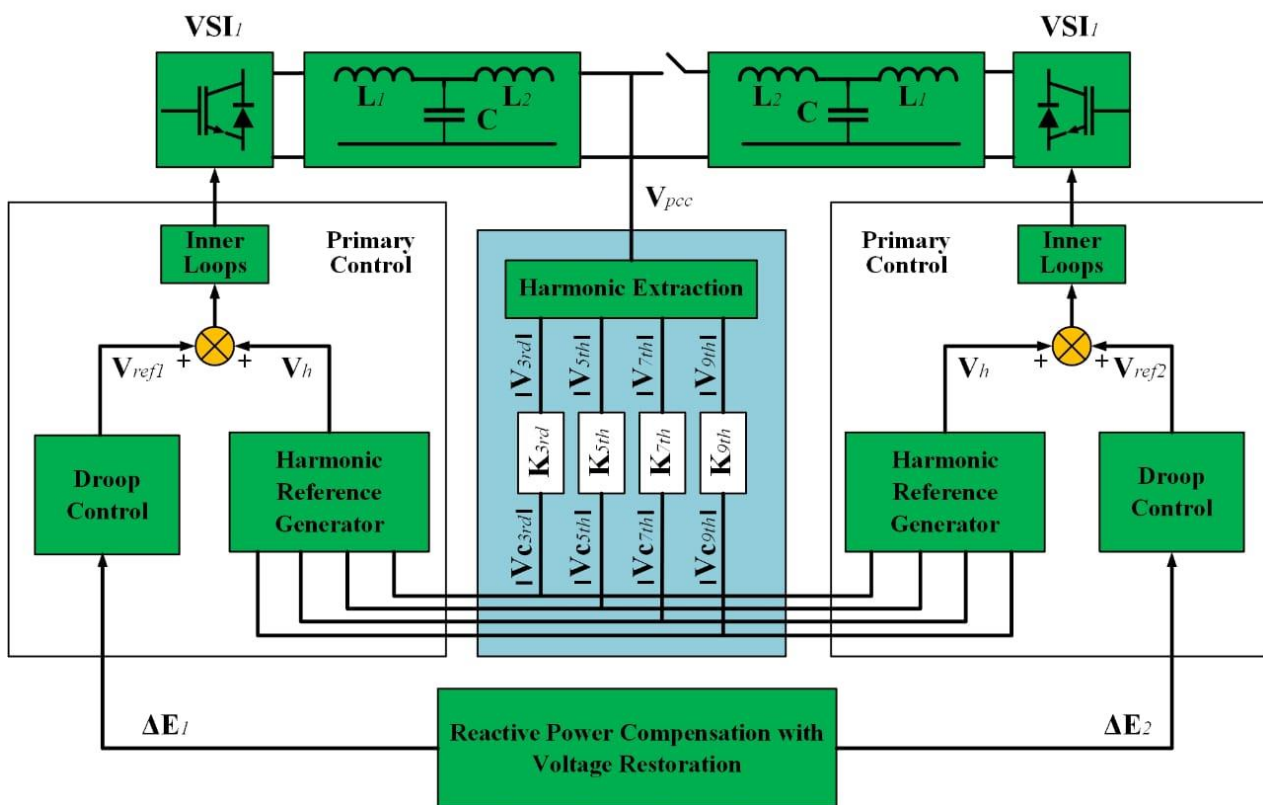 VSI1
VSI1
L1
L2
C
L2
C
L1
Vpcc
Inner
Loops
Primary
Control
Primary
Control
Inner
Loops
Harmonic Extraction
|V3rd|
|V5th|
|V7th|
|V9th|
Vref1
+
+
Vh
Vh
+
+
Vref2
K3rd
K5th
K7th
K9th
Droop
Control
Harmonic
Reference
Generator
Harmonic
Reference
Generator
Droop
Control
|Vc3rd|
|Vc5th|
|Vc7th|
|Vc9th|
ΔE1
Reactive Power Compensation with
Voltage Restoration
ΔE2